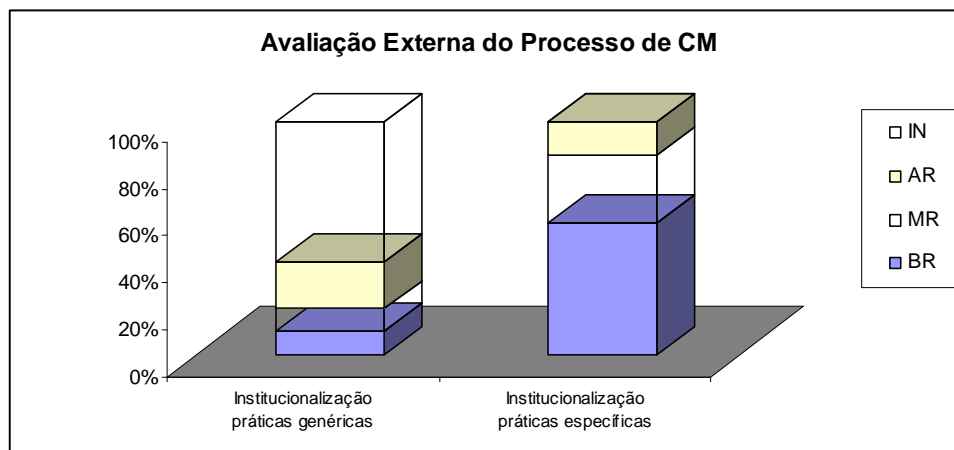 Avaliação Externa do Processo de CM
100%
80%
60%
40%
20%
0%
Institucionalização
práticas genéricas
Institucionalização
práticas específicas
IN
AR
MR
BR